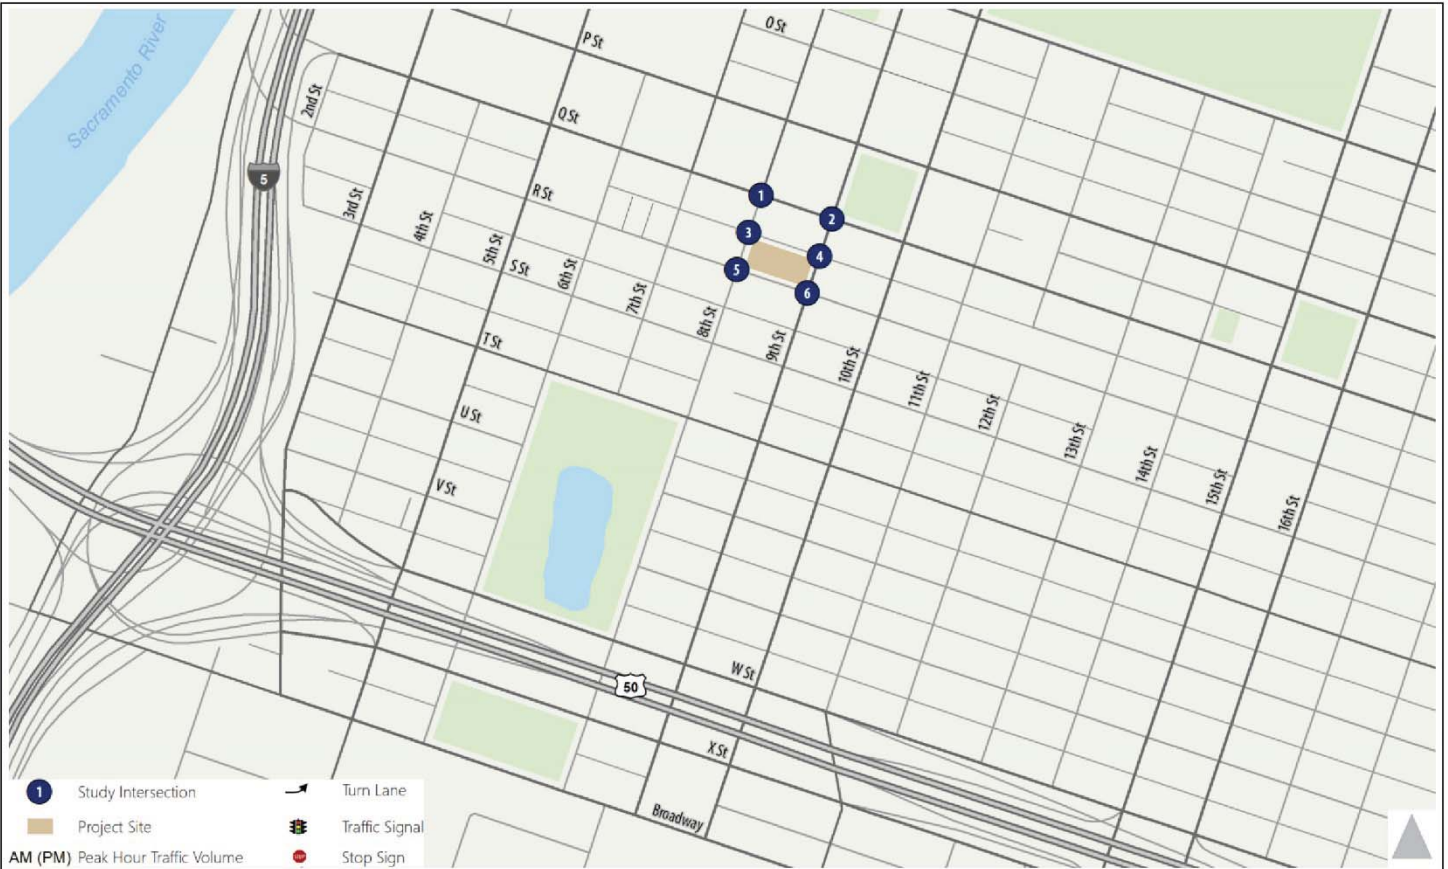 O St
P St
Sacramento River
2nd St
Q St
5
R St
1
2
3rd St
4th St
3
4
5th St
S St
6th St
5
6
7th St
8th St
T St
9th St
10th St
11th St
12th St
U St
13th St
14th St
V St
15th St
16th St
W St
50
X St
Broadway
1 Study Intersection
Turn Lane
Project Site
Traffic Signal
AM (PM) Peak Hour Traffic Volume
STOP Stop Sign